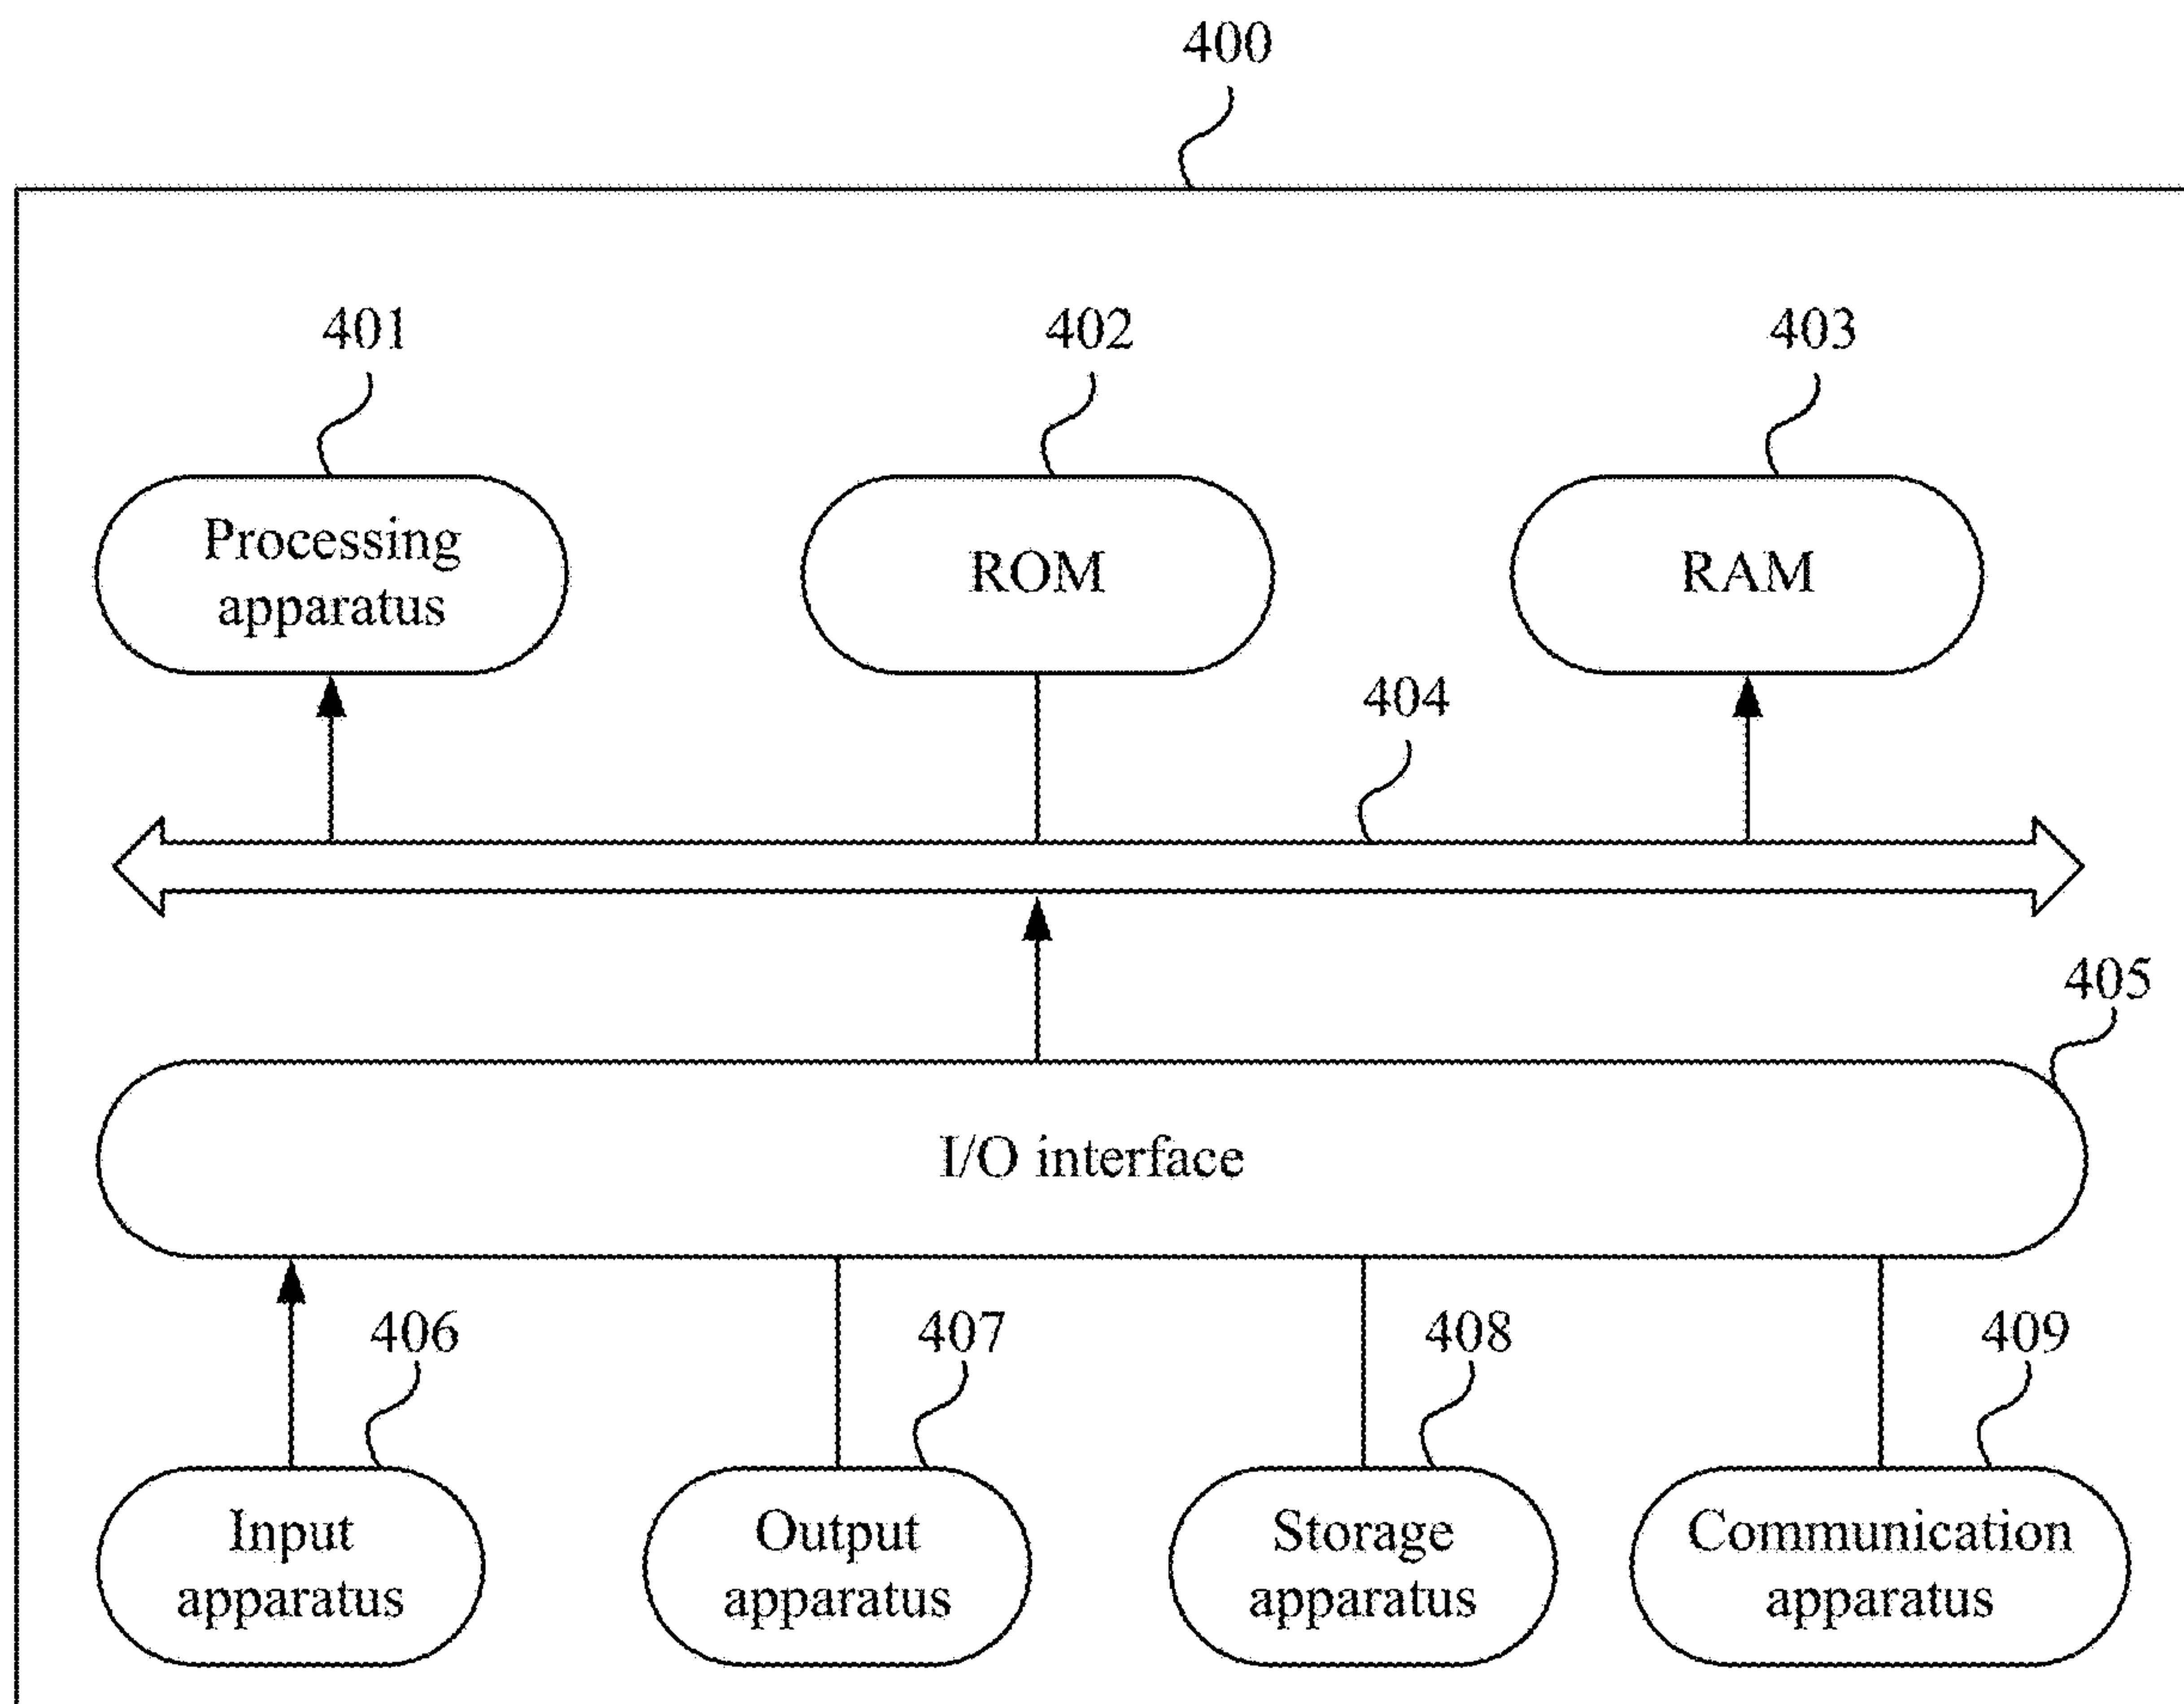 400
401
402
403
Processing
apparatus
ROM
RAM
404
405
I/O interface
406
407
408
409
Input
apparatus
Output
apparatus
Storage
apparatus
Communication
apparatus